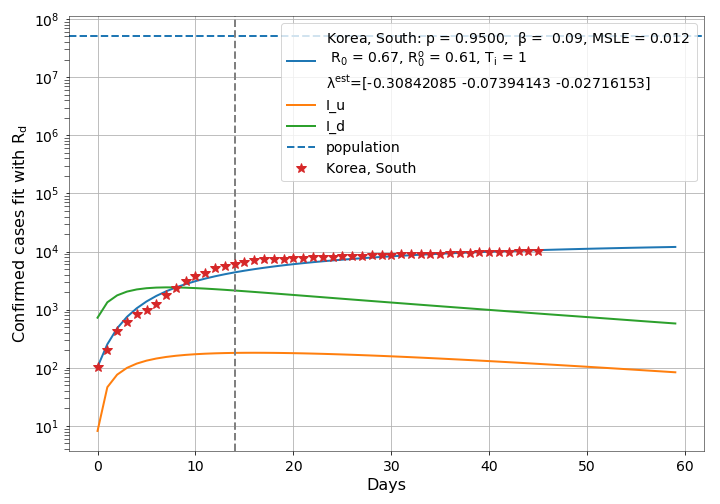 10⁸
10⁷
10⁶
10⁵
10⁴
10³
10²
10¹
Confirmed cases fit with R_d
Korea, South: p = 0.9500,  β =  0.09, MSLE = 0.012
R₀ = 0.67, R₀⁰ = 0.61, Tᵢ = 1
λᵉˢᵗ=[-0.30842085 -0.07394143 -0.02716153]
I_u
I_d
population
Korea, South
0 10 20 30 40 50 60
Days